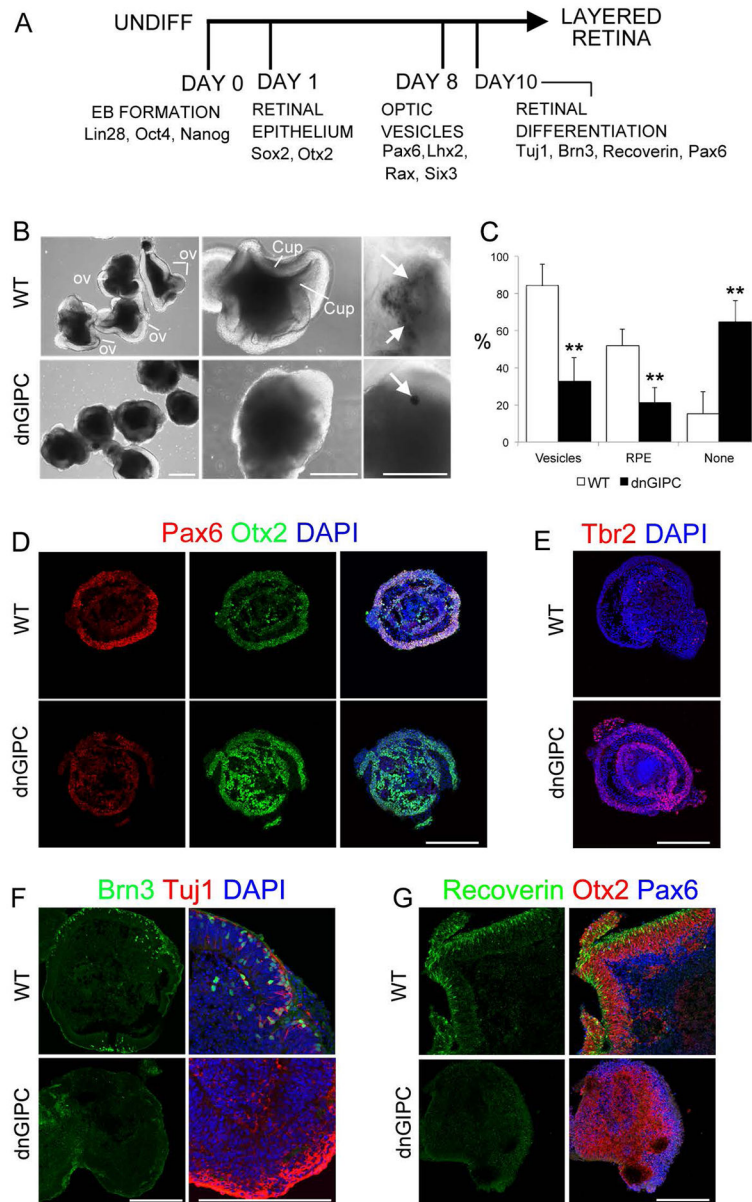 A
UNDIFF
LAYERED
RETINA
DAY 0
DAY 1
DAY 8
DAY10
EB FORMATION
Lin28, Oct4, Nanog
RETINAL
EPITHELIUM
Sox2, Otx2
OPTIC
VESICLES
Pax6,Lhx2,
Rax, Six3
RETINAL
DIFFERENTIATION
Tuj1, Brn3, Recoverin, Pax6
B
WT
ov
ov
ov
ov
Cup
Cup
dnGIPC
C
%
100
80
60
40
20
0
**
**
**
Vesicles
RPE
None
WT
dnGIPC
D
Pax6 Otx2 DAPI
WT
dnGIPC
E
Tbr2 DAPI
WT
dnGIPC
F
Brn3 Tuj1 DAPI
WT
dnGIPC
G
Recoverin Otx2 Pax6
WT
dnGIPC